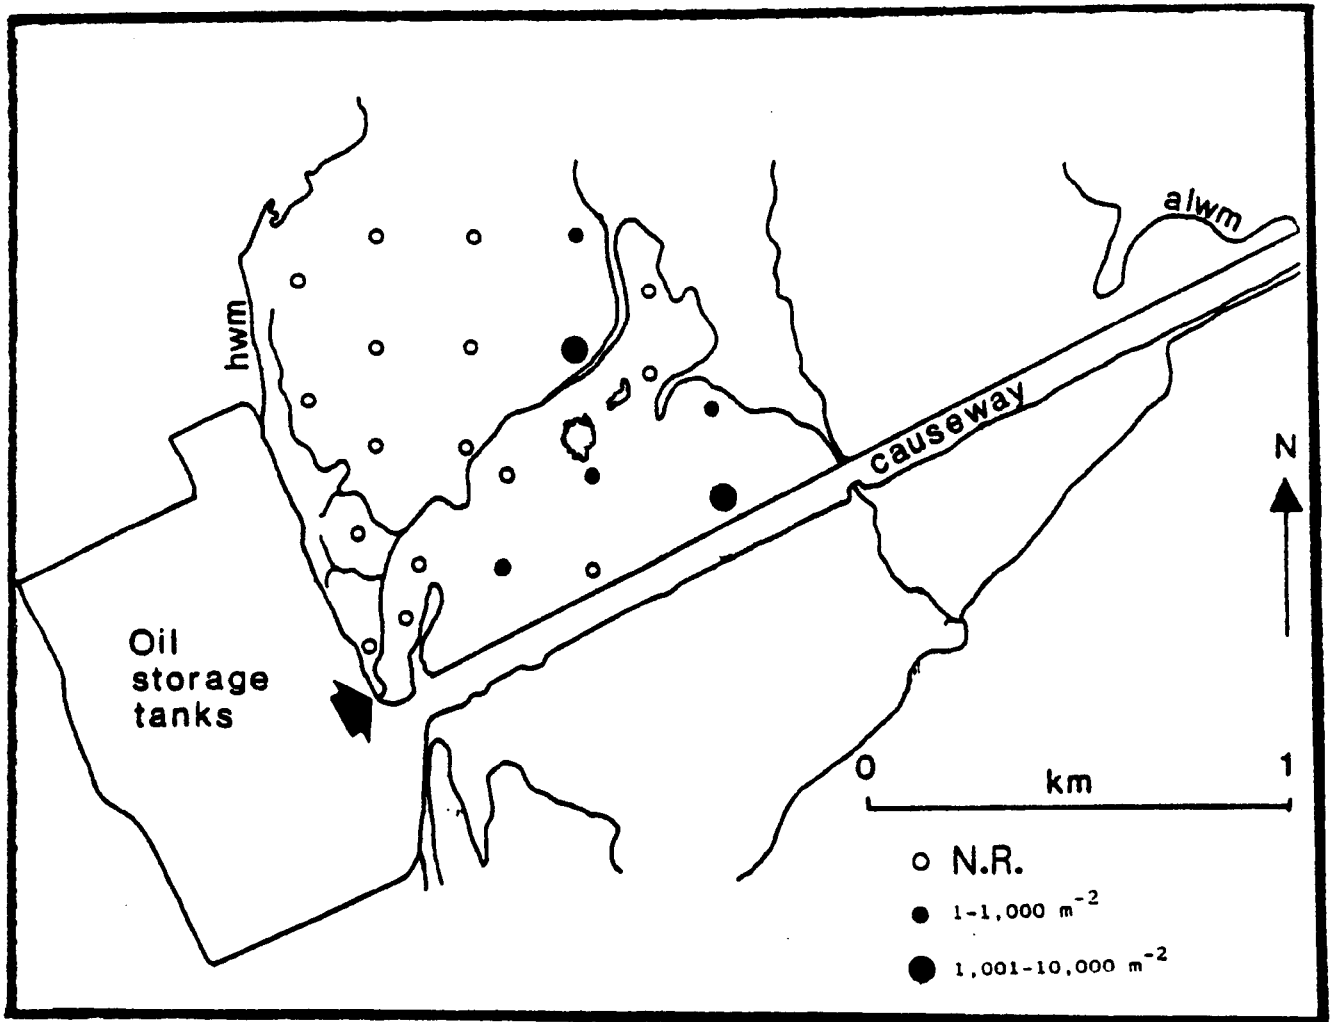 alwm
hwm
causeway
N
Oil
storage
tanks
0 1
km
N.R.
1-1,000 m⁻²
1,001-10,000 m⁻²